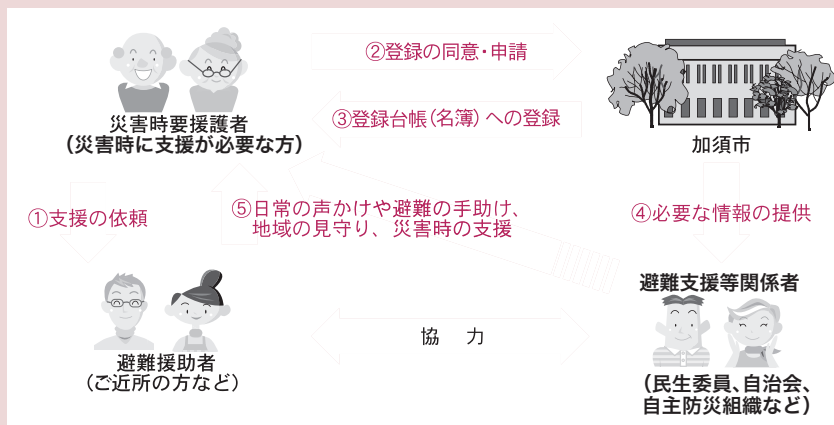 ②登録の同意・申請
③登録台帳(名簿)への登録
災害時要援護者
(災害時に支援が必要な方)
加須市
①支援の依頼
⑤日常の声かけや避難の手助け、
地域の見守り、災害時の支援
④必要な情報の提供
避難支援等関係者
協 力
避難援助者
(ご近所の方など)
(民生委員、自治会、
自主防災組織など)